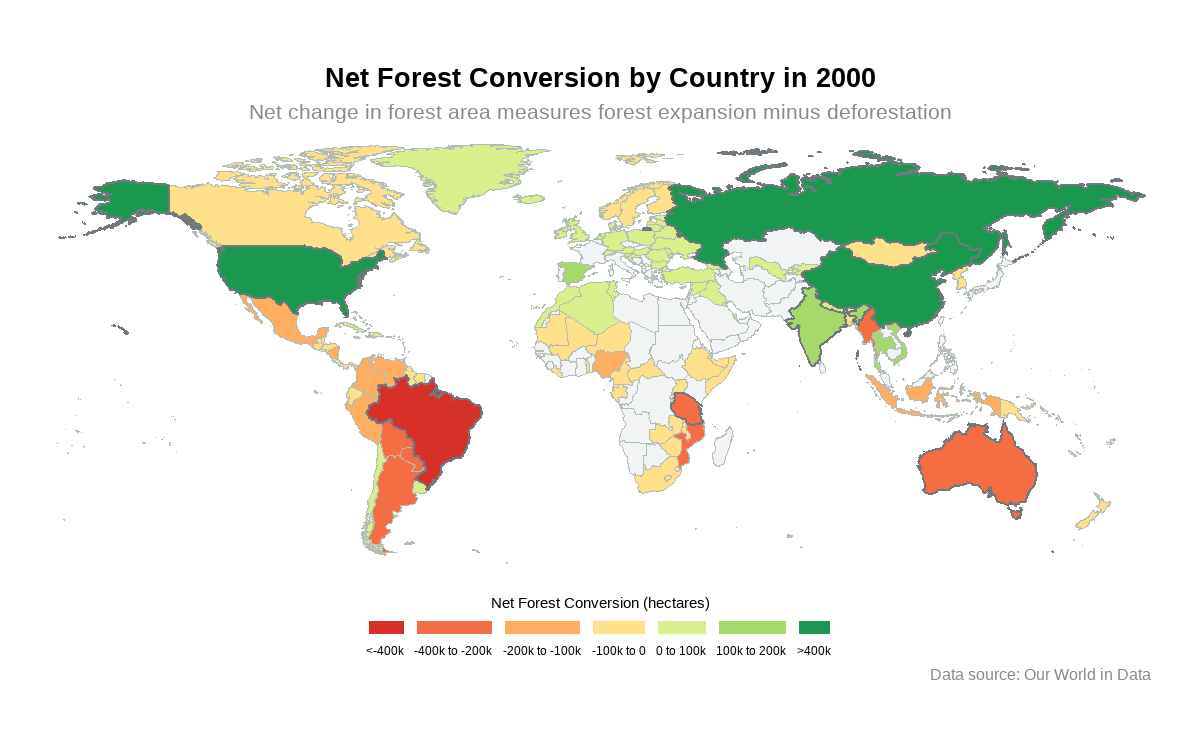 Net Forest Conversion by Country in 2000
Net change in forest area measures forest expansion minus deforestation
Net Forest Conversion (hectares)
<-400k -400k to -200k -200k to -100k -100k to 0 0 to 100k 100k to 200k >400k
Data source: Our World in Data